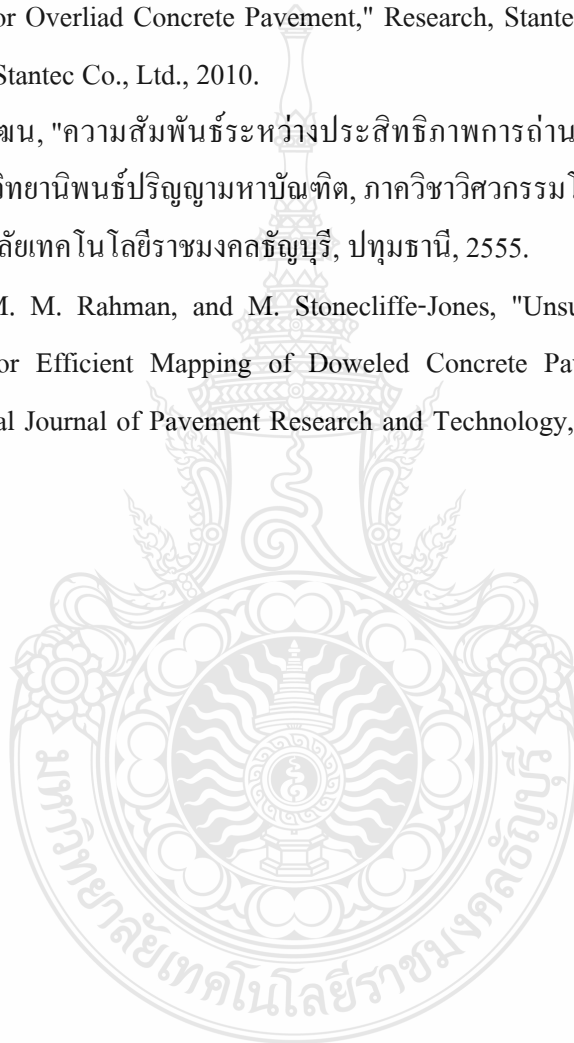 or Overliad Concrete Pavement," Research, Stantec
Stantec Co., Ltd., 2010.
ฒน, "ความสัมพันธ์ระหว่างประสิทธิภาพการถ่าน
วิทยานิพนธ์ปริญญามหาบัณฑิต, ภาควิชาวิศวกรรมโ
ลัยเทคโนโลยีราชมงคลธัญบุรี, ปทุมธานี, 2555.
M. M. Rahman, and M. Stonecliffe-Jones, "Unsu
or Efficient Mapping of Doweled Concrete Pav
al Journal of Pavement Research and Technology,
มหาวิทยาลัยเทคโนโลยีราชมงคลธัญบุรี